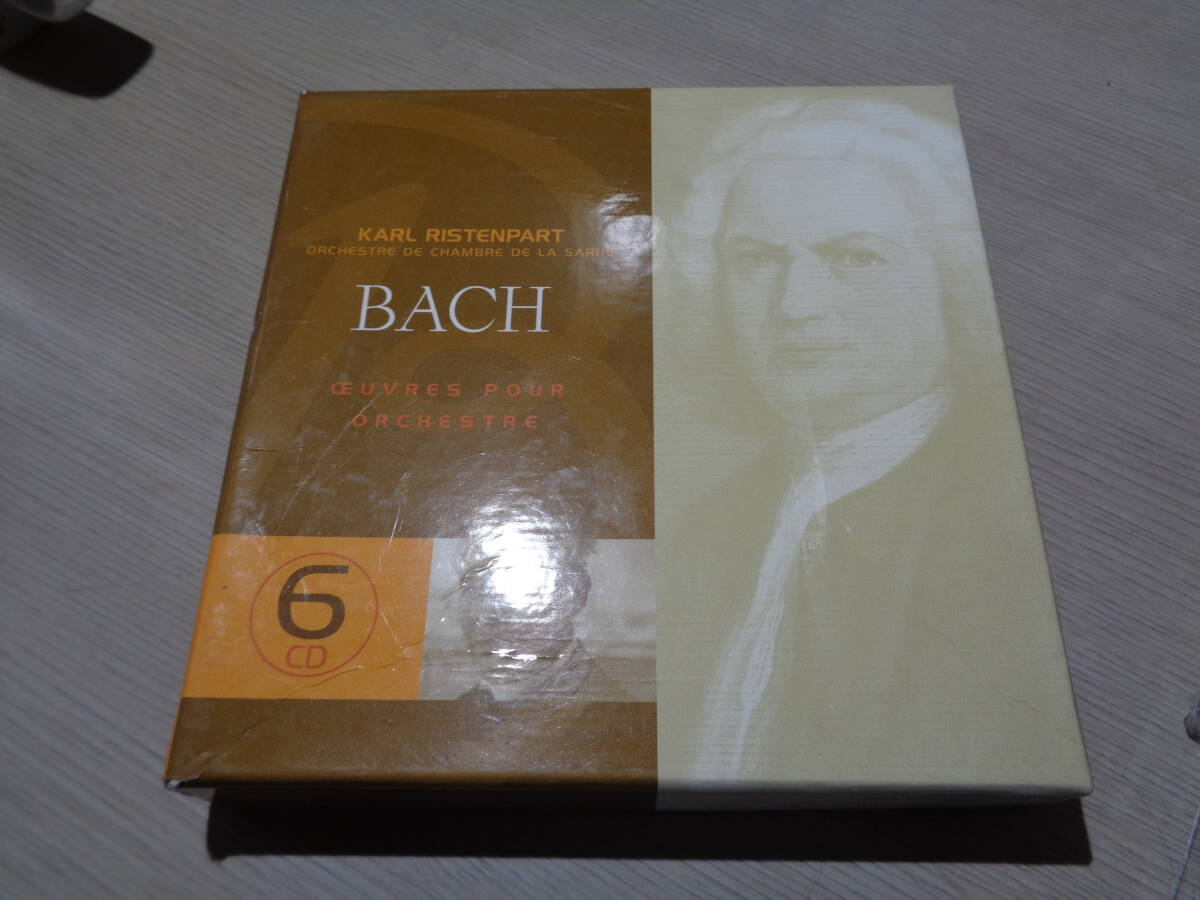 KARL RISTENPART
ORCHESTRE DE CHAMBRE DE LA SARRE
BACH
ŒUVRES POUR
ORCHESTRE
6
CD